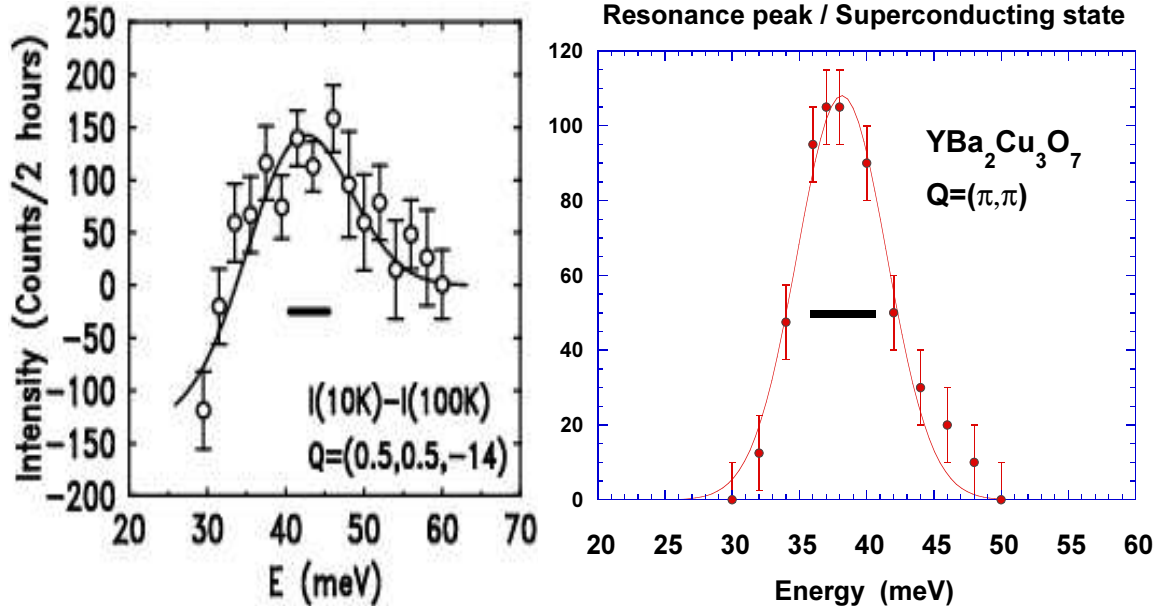 Intensity (Counts/2 hours)
250
200
150
100
50
0
-50
-100
-150
-200
20 30 40 50 60 70
E (meV)
I(10K)-I(100K)
Q=(0.5,0.5,-14)
Resonance peak / Superconducting state
120
100
80
60
40
20
0
20 25 30 35 40 45 50 55 60
Energy (meV)
YBa₂Cu₃O₇
Q=(π,π)